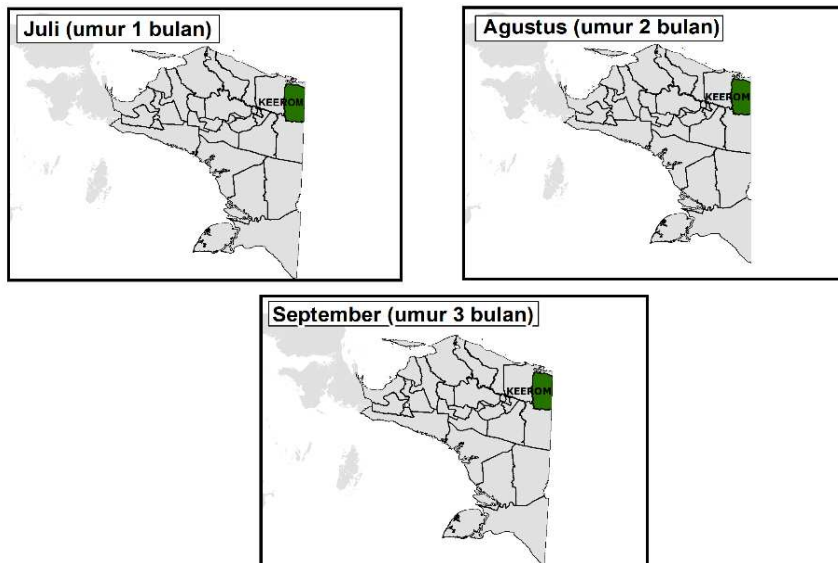 Juli (umur 1 bulan)
KEEROM
Agustus (umur 2 bulan)
KEEROM
September (umur 3 bulan)
KEEROM